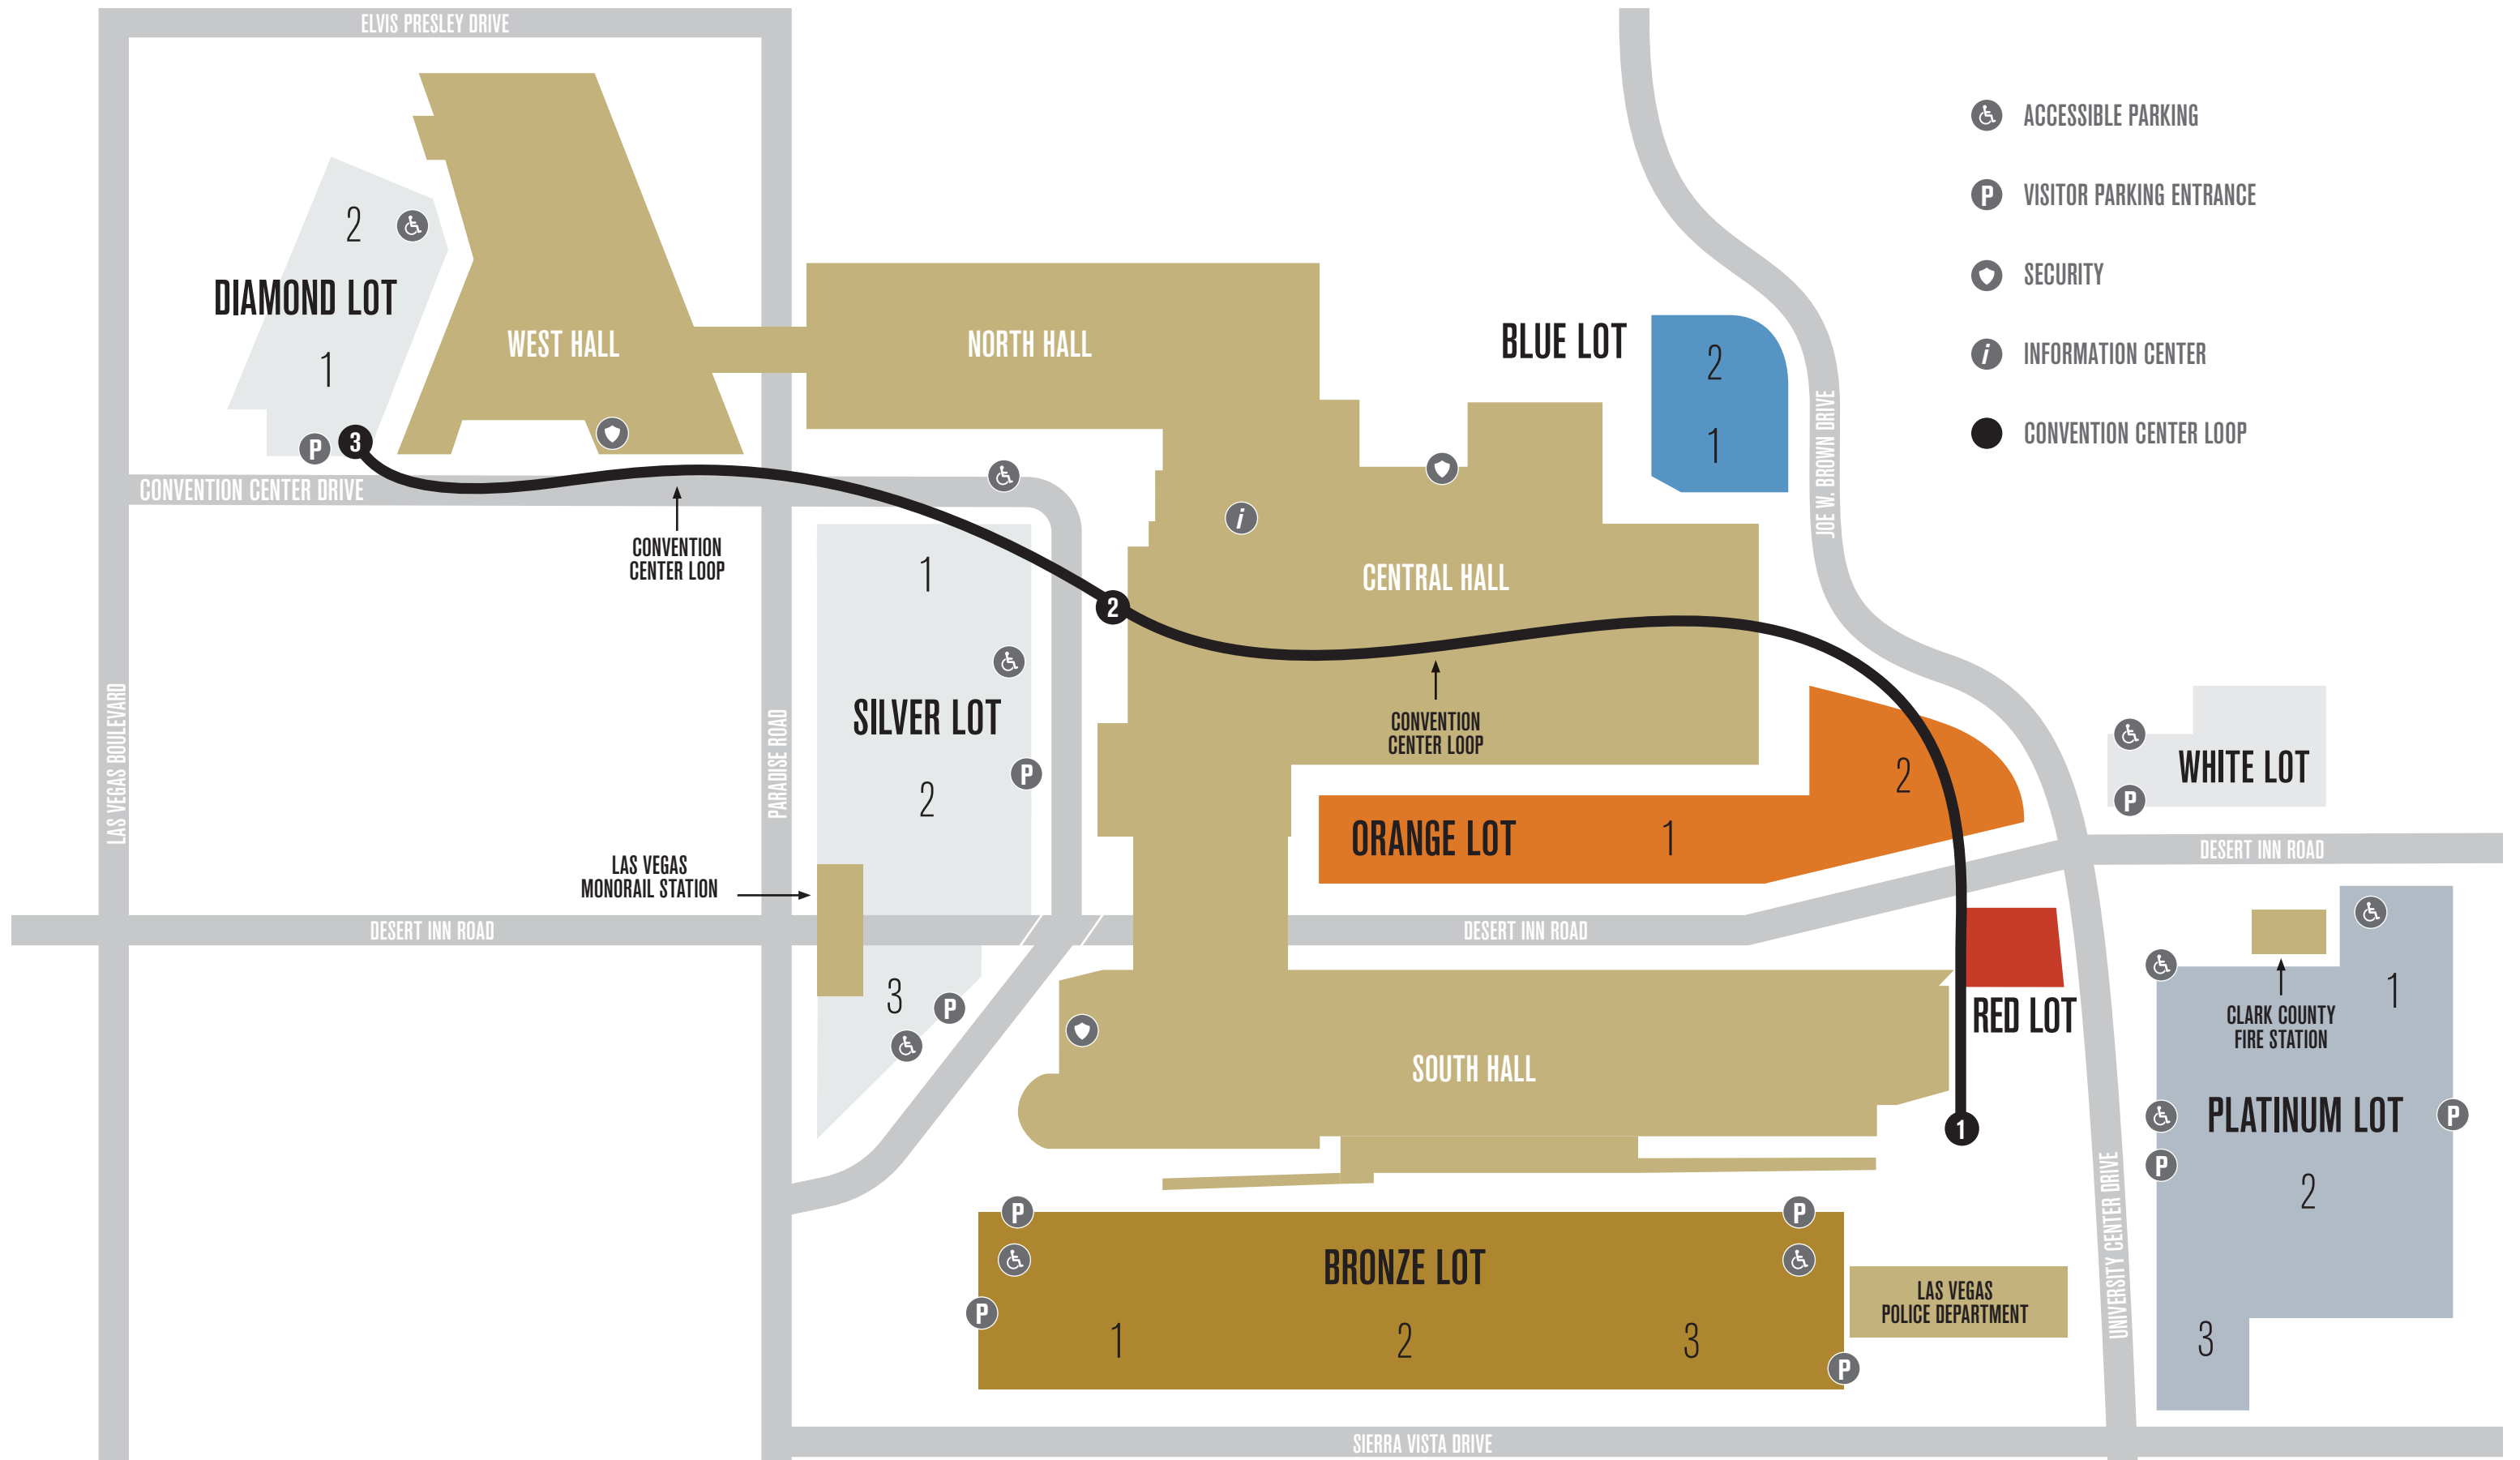 ELVIS PRESLEY DRIVE
ACCESSIBLE PARKING
P VISITOR PARKING ENTRANCE
SECURITY
i INFORMATION CENTER
CONVENTION CENTER LOOP
2
DIAMOND LOT
1
P
3
WEST HALL
NORTH HALL
BLUE LOT
2
1
JOE W. BROWN DRIVE
CONVENTION CENTER DRIVE
CONVENTION
CENTER LOOP
i
CENTRAL HALL
2
CONVENTION
CENTER LOOP
1
SILVER LOT
P
2
LAS VEGAS BOULEVARD
PARADISE ROAD
LAS VEGAS
MONORAIL STATION
2
ORANGE LOT
1
WHITE LOT
P
DESERT INN ROAD
DESERT INN ROAD
DESERT INN ROAD
3
P
RED LOT
SOUTH HALL
1
1
CLARK COUNTY
FIRE STATION
PLATINUM LOT
P
P
2
3
UNIVERSITY CENTER DRIVE
P
P
BRONZE LOT
P
1
2
3
P
LAS VEGAS
POLICE DEPARTMENT
SIERRA VISTA DRIVE